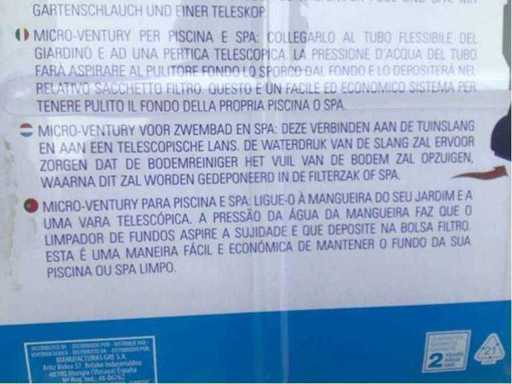 GARTENSCHLAUCH UND EINER TELESKOP.
MICRO-VENTURY PER PISCINA E SPA: COLLEGARLO AL TUBO FLESSIBILE DEL
GIARDINO E AD UNA PERTICA TELESCOPICA. LA PRESSIONE D'ACQUA DEL TUBO
FARÀ ASPIRARE AL PULITORE FONDO LO SPORCO DAL FONDO E LO DEPOSITERÀ NEL
RELATIVO SACCHETTO FILTRO. QUESTO È UN FACILE ED ECONOMICO SISTEMA PER
TENERE PULITO IL FONDO DELLA PROPRIA PISCINA O SPA.
MICRO-VENTURY VOOR ZWEMBAD EN SPA: DEZE VERBINDEN AAN DE TUINSLANG
EN AAN EEN TELESCOPISCHE LANS. DE WATERDRUK VAN DE SLANG ZAL ERVOOR
ZORGEN DAT DE BODEMREINIGER HET VUIL VAN DE BODEM ZAL OPZUIGEN,
WAARNA DIT ZAL WORDEN GEDEPONEERD IN DE FILTERZAK OF SPA.
MICRO-VENTURY PARA PISCINA E SPA: LIGUE-O À MANGUEIRA DO SEU JARDIM E A
UMA VARA TELESCÓPICA. A PRESSÃO DA ÁGUA DA MANGUEIRA FAZ QUE O
LIMPADOR DE FUNDOS ASPIRE A SUJIDADE E QUE DEPOSITE NA BOLSA FILTRO.
ESTA É UMA MANEIRA FÁCIL E ECONÓMICA DE MANTENER O FUNDO DA SUA
PISCINA OU SPA LIMPO.
MANUFACTURAS GRE S.A.
2
21